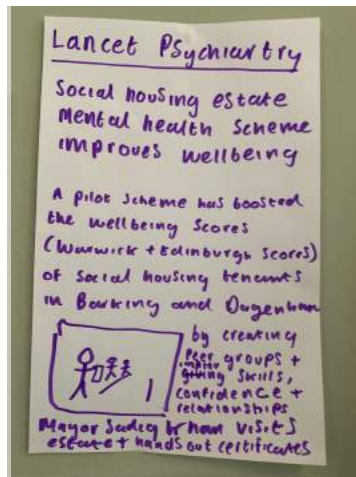 Lancet Psychiartry
Social housing estate
Mental health Scheme
improves wellbeing
A pilot scheme has boosted
the wellbeing scores
(Warwick + Edinburgh Scores)
of social housing tenants
in Barking and Dagenham
by creating
peer groups +
skills,
confidence +
relationships
Mayor Sadiq Khan visits
estate + hands out certificates